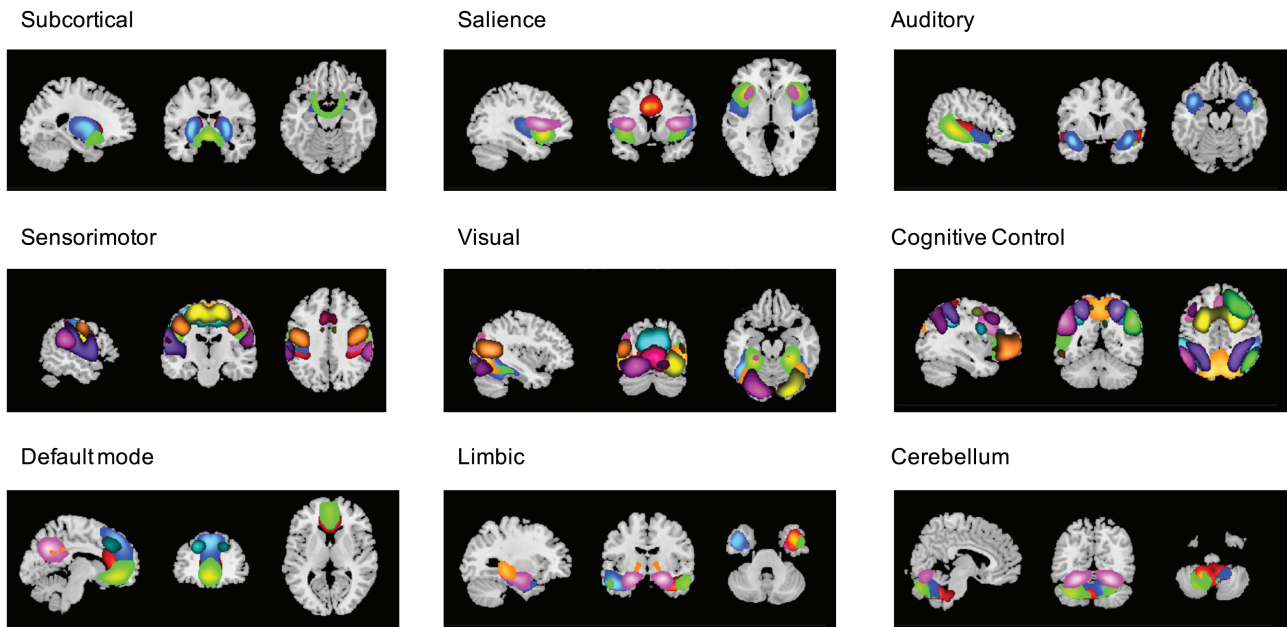 Subcortical
Salience
Auditory
Sensorimotor
Visual
Cognitive Control
Default mode
Limbic
Cerebellum